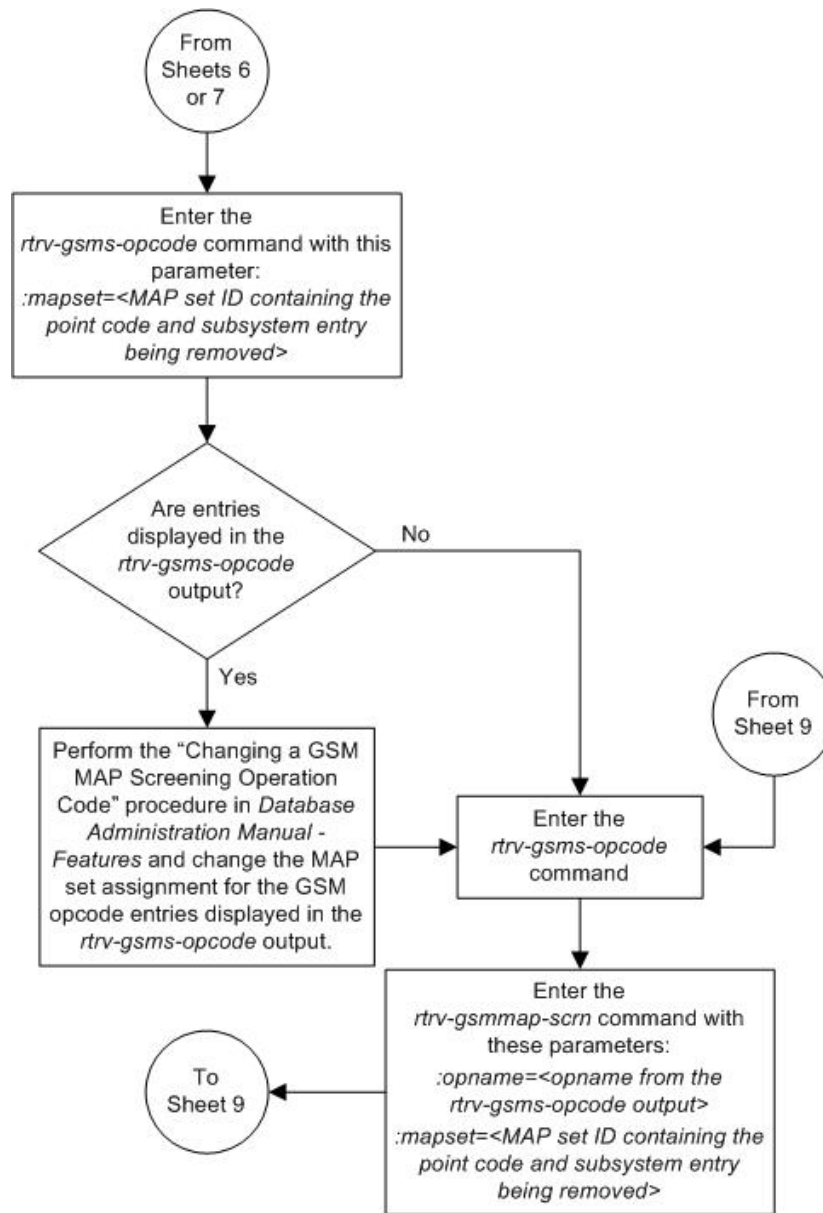 From
Sheets 6
or 7
Enter the
rtrv-gsms-opcode command with this
parameter:
:mapset=<MAP set ID containing the
point code and subsystem entry
being removed>
Are entries
displayed in the
rtrv-gsms-opcode
output?
No
Yes
From
Sheet 9
Perform the “Changing a GSM
MAP Screening Operation
Code” procedure in Database
Administration Manual -
Features and change the MAP
set assignment for the GSM
opcode entries displayed in the
rtrv-gsms-opcode output.
Enter the
rtrv-gsms-opcode
command
Enter the
rtrv-gsmmap-scrn command with
these parameters:
:opname=<opname from the
rtrv-gsms-opcode output>
:mapset=<MAP set ID containing the
point code and subsystem entry
being removed>
To
Sheet 9